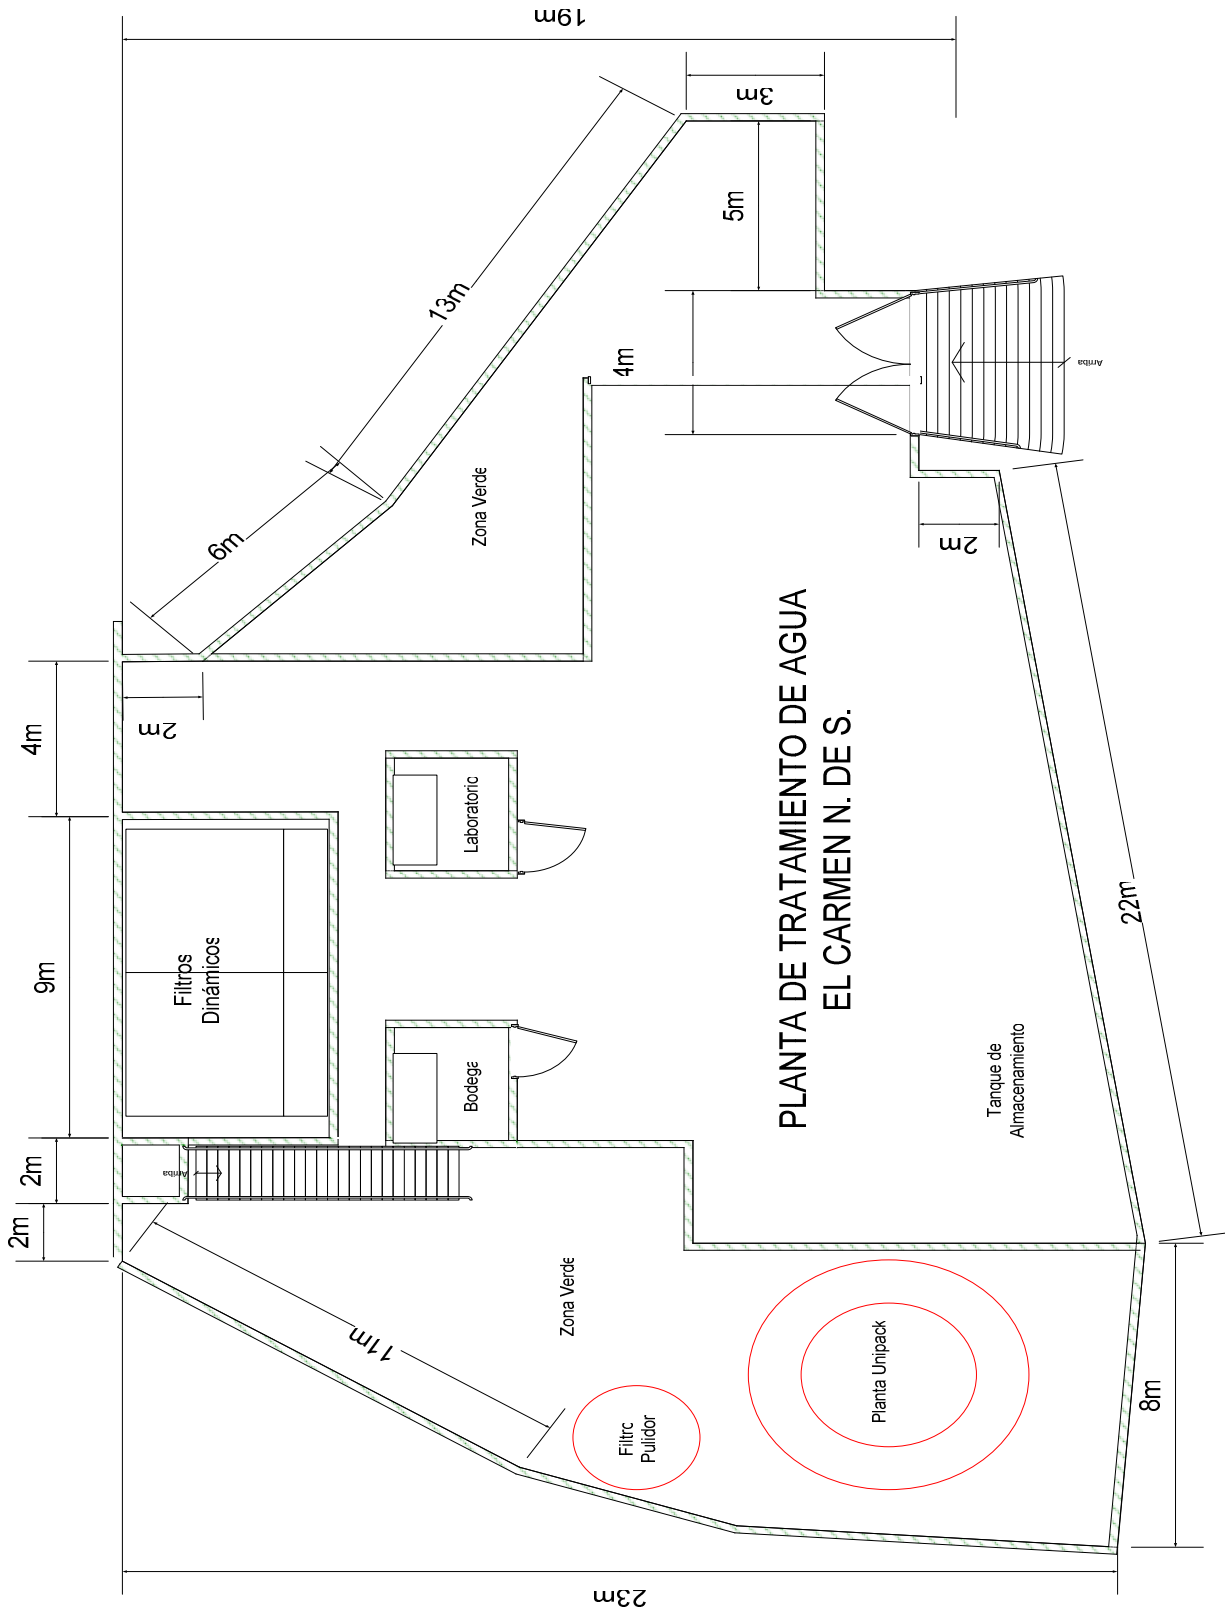 19m
3m
5m
13m
4m
Arriba
6m
Zona Verde
2m
2m
4m
PLANTA DE TRATAMIENTO DE AGUA
EL CARMEN N. DE S.
Laboratorio
22m
9m
Filtros
Dinámicos
Bodega
Tanque de
Almacenamiento
2m
Arriba
2m
Zona Verde
11m
Filtro
Pulidor
Planta Unipack
8m
23m